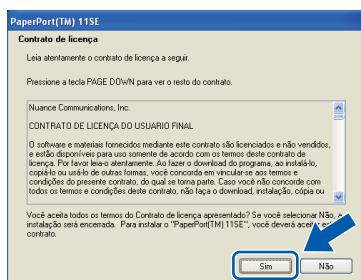 PaperPort(TM) 11SE
Contrato de licença
Leia atentamente o contrato de licença a seguir.
Pressione a tecla PAGE DOWN para ver o resto do contrato.
Nuance Communications, Inc.
CONTRATO DE LICENÇA DO USUARIO FINAL
O software e materiais fornecidos mediante este contrato são licenciados e não vendidos,
e estão disponíveis para uso somente de acordo com os termos deste contrato de
licença. Por favor leia-o atentamente. Ao fazer o download do programa, ao instalá-lo,
copiá-lo ou usá-lo de outras formas, você concorda em vincular-se aos termos e
condições do presente contrato, do qual se torna parte. Caso você não concorde com
todos os termos e condições deste contrato, não faça o download, instalação, cópia ou
Você aceita todos os termos do Contrato de licença apresentado? Se você selecionar Não, a
instalação será encerrada. Para instalar o "PaperPort(TM) 11SE", você deverá aceitar
contrato.
Sim
Não